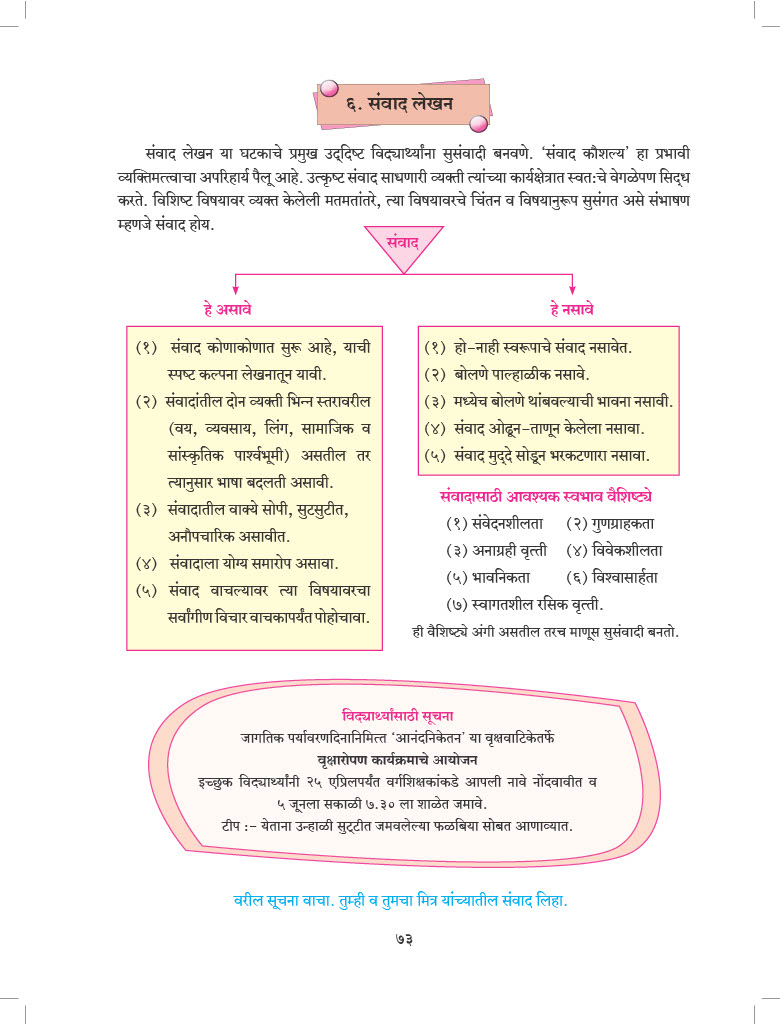 ६. संवाद लेखन
संवाद लेखन या घटकाचे प्रमुख उद्‌दिष्ट विद्‌यार्थ्यांना सुसंवादी बनवणे. ‘संवाद कौशल्य’ हा प्रभावी
व्यक्तिमत्त्वाचा अपरिहार्य पैलू आहे. उत्कृष्ट संवाद साधणारी व्यक्ती त्यांच्या कार्यक्षेत्रात स्वत:चे वेगळेपण सिद्‌ध
करते. विशिष्ट विषयावर व्यक्त केलेली मतमतांतरे, त्या विषयावरचे चिंतन व विषयानुरूप सुसंगत असे संभाषण
म्हणजे संवाद होय.
संवाद
हे असावे
(१) संवाद कोणाकोणात सुरू आहे, याची
स्पष्ट कल्पना लेखनातून यावी.
(२) संवादांतील दोन व्यक्ती भिन्न स्तरावरील
(वय, व्यवसाय, लिंग, सामाजिक व
सांस्कृतिक पार्श्वभूमी) असतील तर
त्यानुसार भाषा बदलती असावी.
(३) संवादातील वाक्ये सोपी, सुटसुटीत,
अनौपचारिक असावीत.
(४) संवादाला योग्य समारोप असावा.
(५) संवाद वाचल्यावर त्या विषयावरचा
सर्वांगीण विचार वाचकापर्यंत पोहोचावा.
हे नसावे
(१) हो-नाही स्वरूपाचे संवाद नसावेत.
(२) बोलणे पाल्हाळीक नसावे.
(३) मध्येच बोलणे थांबवल्याची भावना नसावी.
(४) संवाद ओढून-ताणून केलेला नसावा.
(५) संवाद मुद्‌दे सोडून भरकटणारा नसावा.
संवादासाठी आवश्यक स्वभाव वैशिष्ट्ये
(१) संवेदनशीलता (२) गुणग्राहकता
(३) अनाग्रही वृत्ती (४) विवेकशीलता
(५) भावनिकता (६) विश्वासार्हता
(७) स्वागतशील रसिक वृत्ती.
ही वैशिष्ट्ये अंगी असतील तरच माणूस सुसंवादी बनतो.
विद्‌यार्थ्यांसाठी सूचना
जागतिक पर्यावरणदिनानिमित्त ‘आनंदनिकेतन’ या वृक्षवाटिकेतर्फे
वृक्षारोपण कार्यक्रमाचे आयोजन
इच्छुक विद्‌यार्थ्यांनी २५ एप्रिलपर्यंत वर्गशिक्षकांकडे आपली नावे नोंदवावीत व
५ जूनला सकाळी ७.३० ला शाळेत जमावे.
टीप :- येताना उन्हाळी सुट्‌टीत जमवलेल्या फळबिया सोबत आणाव्यात.
वरील सूचना वाचा. तुम्ही व तुमचा मित्र यांच्यातील संवाद लिहा.
७३